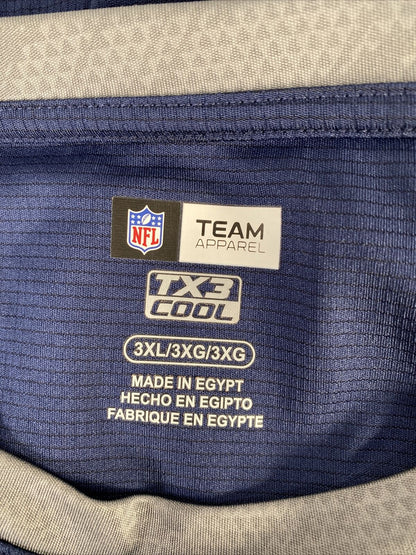 NFL
TEAM
APPAREL
TX3
COOL
3XL/3XG/3XG
MADE IN EGYPT
HECHO EN EGIPTO
FABRIQUE EN EGYPTE